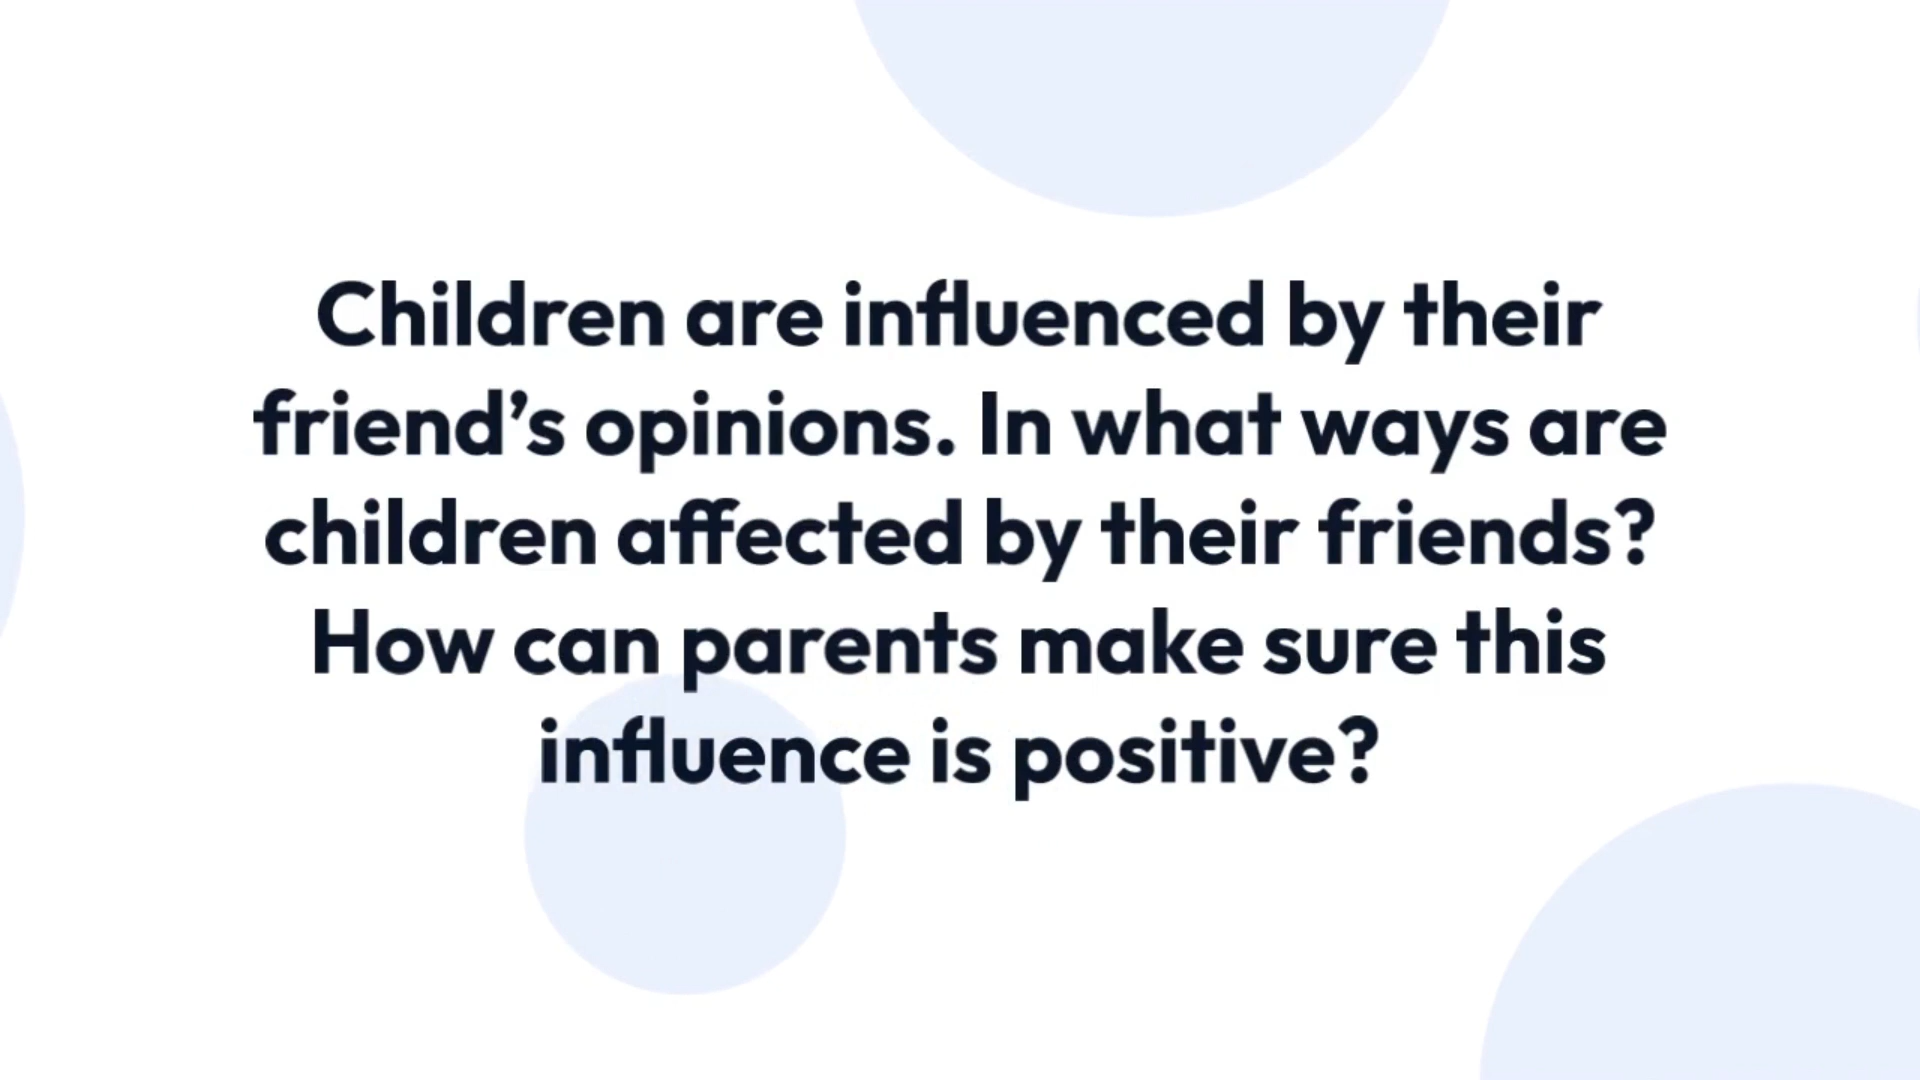 Children are influenced by their
friend’s opinions. In what ways are
children affected by their friends?
How can parents make sure this
influence is positive?